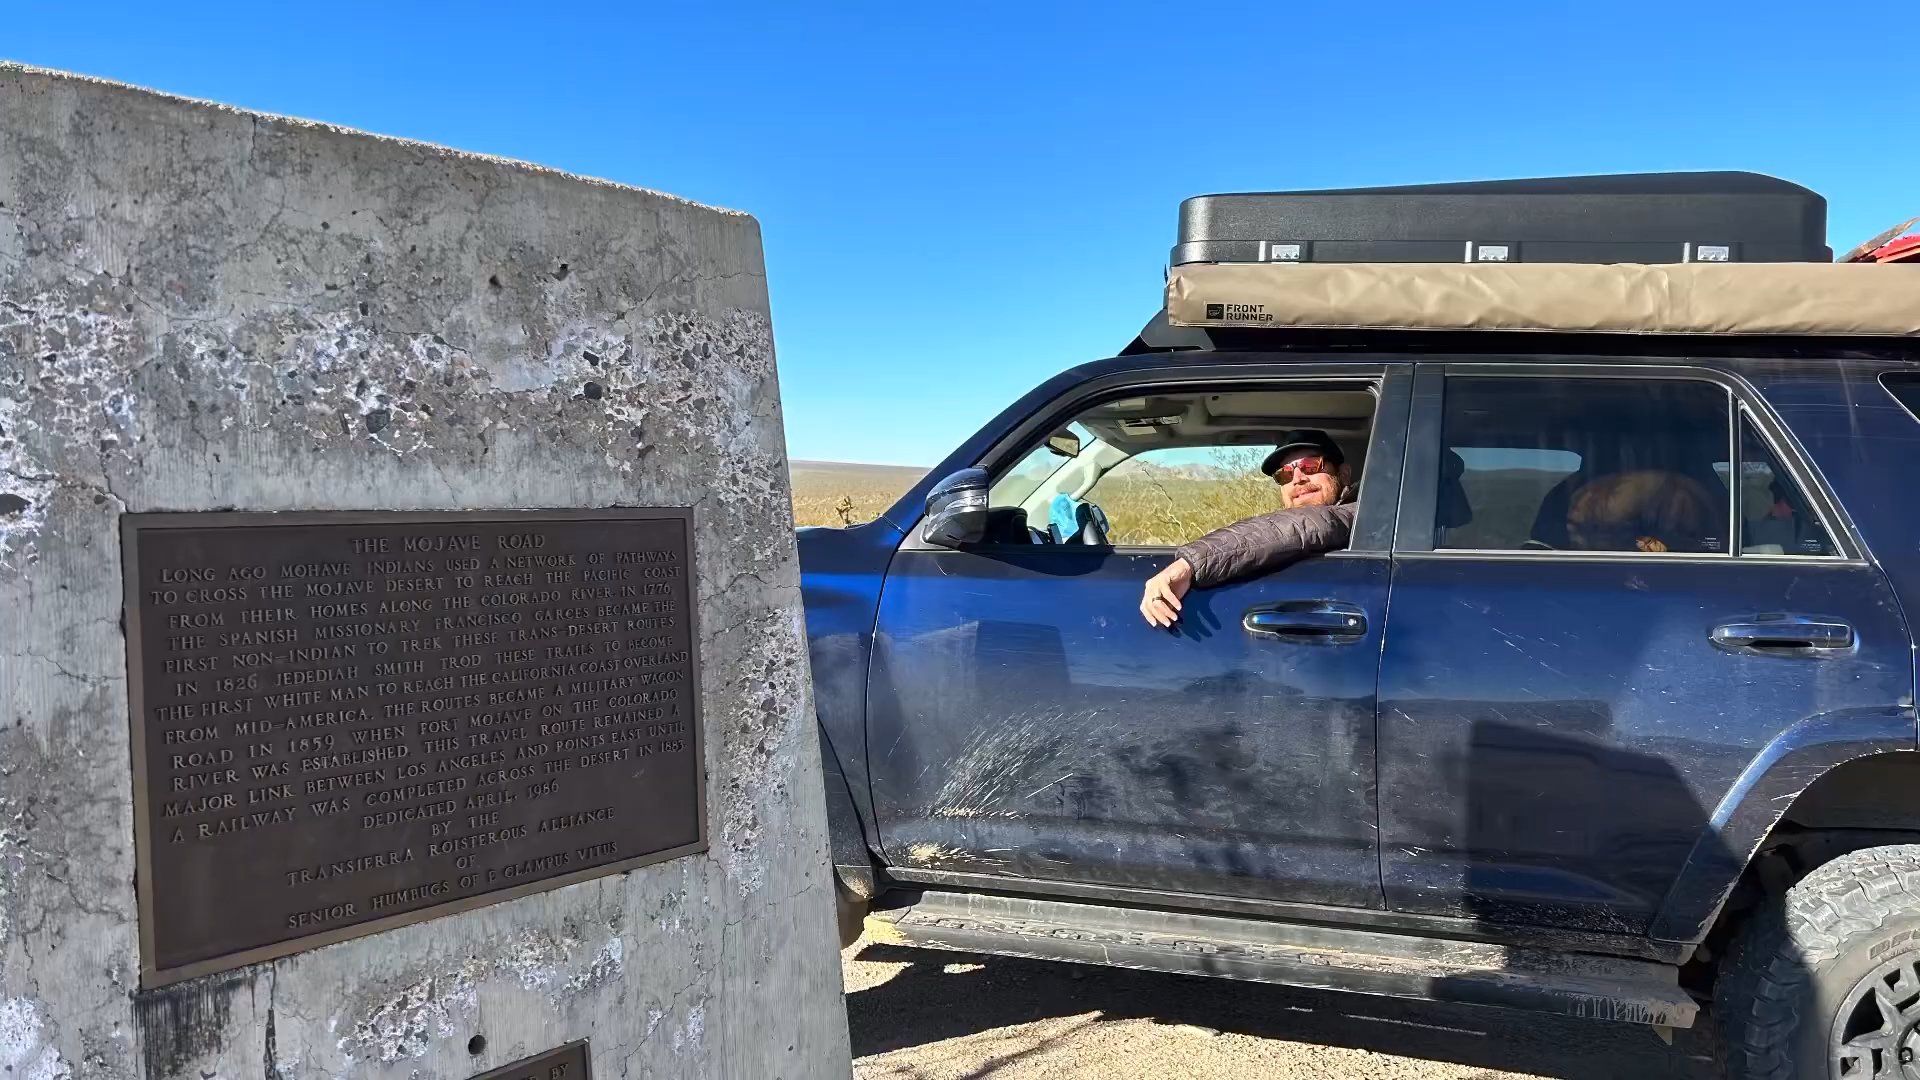 THE MOJAVE ROAD
LONG AGO MOHAVE INDIANS USED A NETWORK OF PATHWAYS
TO CROSS THE MOJAVE DESERT TO REACH THE PACIFIC COAST
FROM THEIR HOMES ALONG THE COLORADO RIVER. IN 1776,
THE SPANISH MISSIONARY FRANCISCO GARCES BECAME THE
FIRST NON-INDIAN TO TREK THESE TRANS-DESERT ROUTES
IN 1826 JEDEDIAH SMITH TROD THESE TRAILS TO BECOME
THE FIRST WHITE MAN TO REACH THE CALIFORNIA COAST OVERLAND
FROM MID-AMERICA. THE ROUTES BECAME A MILITARY WAGON
ROAD IN 1859 WHEN FORT MOJAVE ON THE COLORADO
RIVER WAS ESTABLISHED. THIS TRAVEL ROUTE REMAINED A
MAJOR LINK BETWEEN LOS ANGELES AND POINTS EAST UNTIL
A RAILWAY WAS COMPLETED ACROSS THE DESERT IN 1883.
DEDICATED APRIL, 1986
BY THE
TRANSIERRA ROISTEROUS ALLIANCE
OF
SENIOR HUMBUGS OF E CLAMPUS VITUS
BY
FRONT
RUNNER